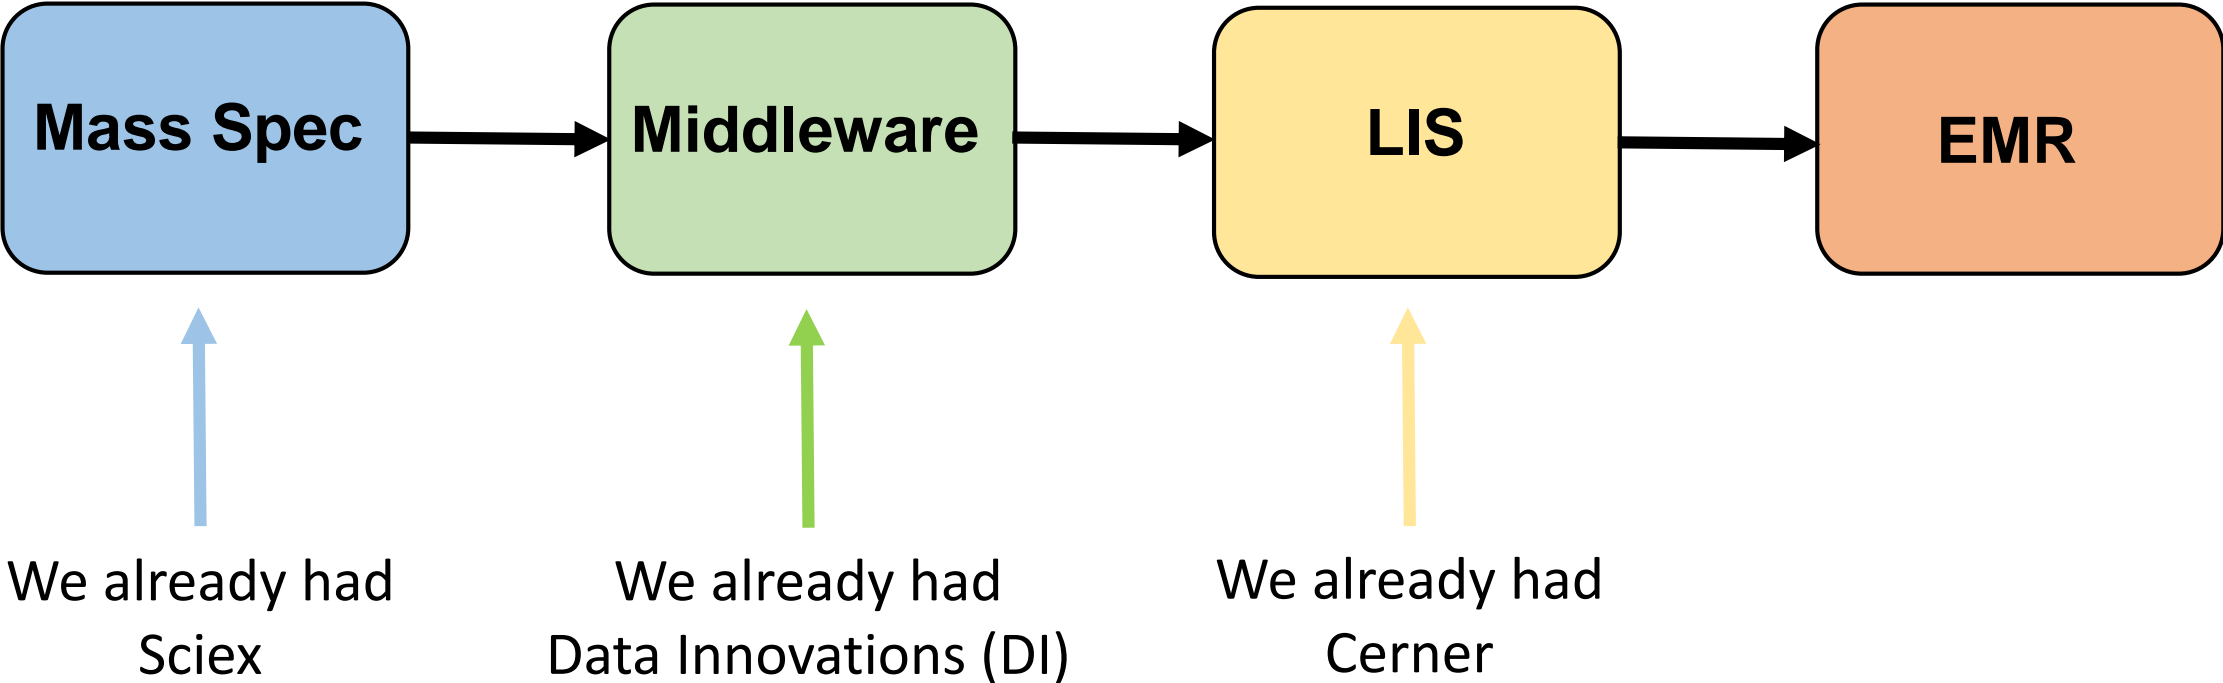 Mass Spec
Middleware
LIS
EMR
We already had
Sciex
We already had
Data Innovations (DI)
We already had
Cerner